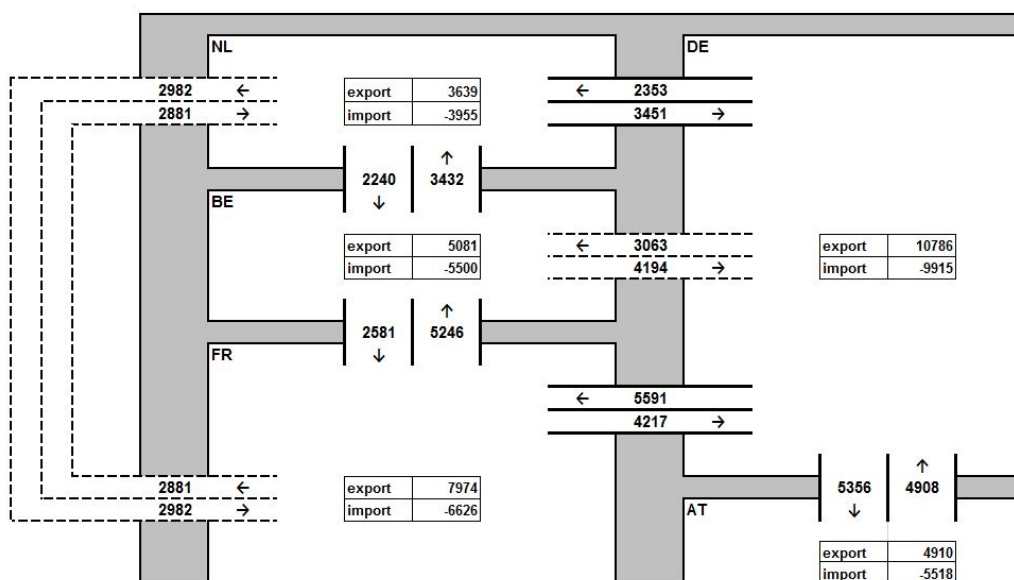 NL DE
2982 ← export 3639 ← 2353
2881 → import -3955 3451 →
↑
2240 3432
↓
BE
export 5081 ← 3063 export 10786
import -5500 4194 → import -9915
↑
2581 5246
↓
FR
← 5591
4217 →
↑
2881 ← export 7974 5356 4908
2982 → import -6626 ↓
AT
export 4910
import -5518